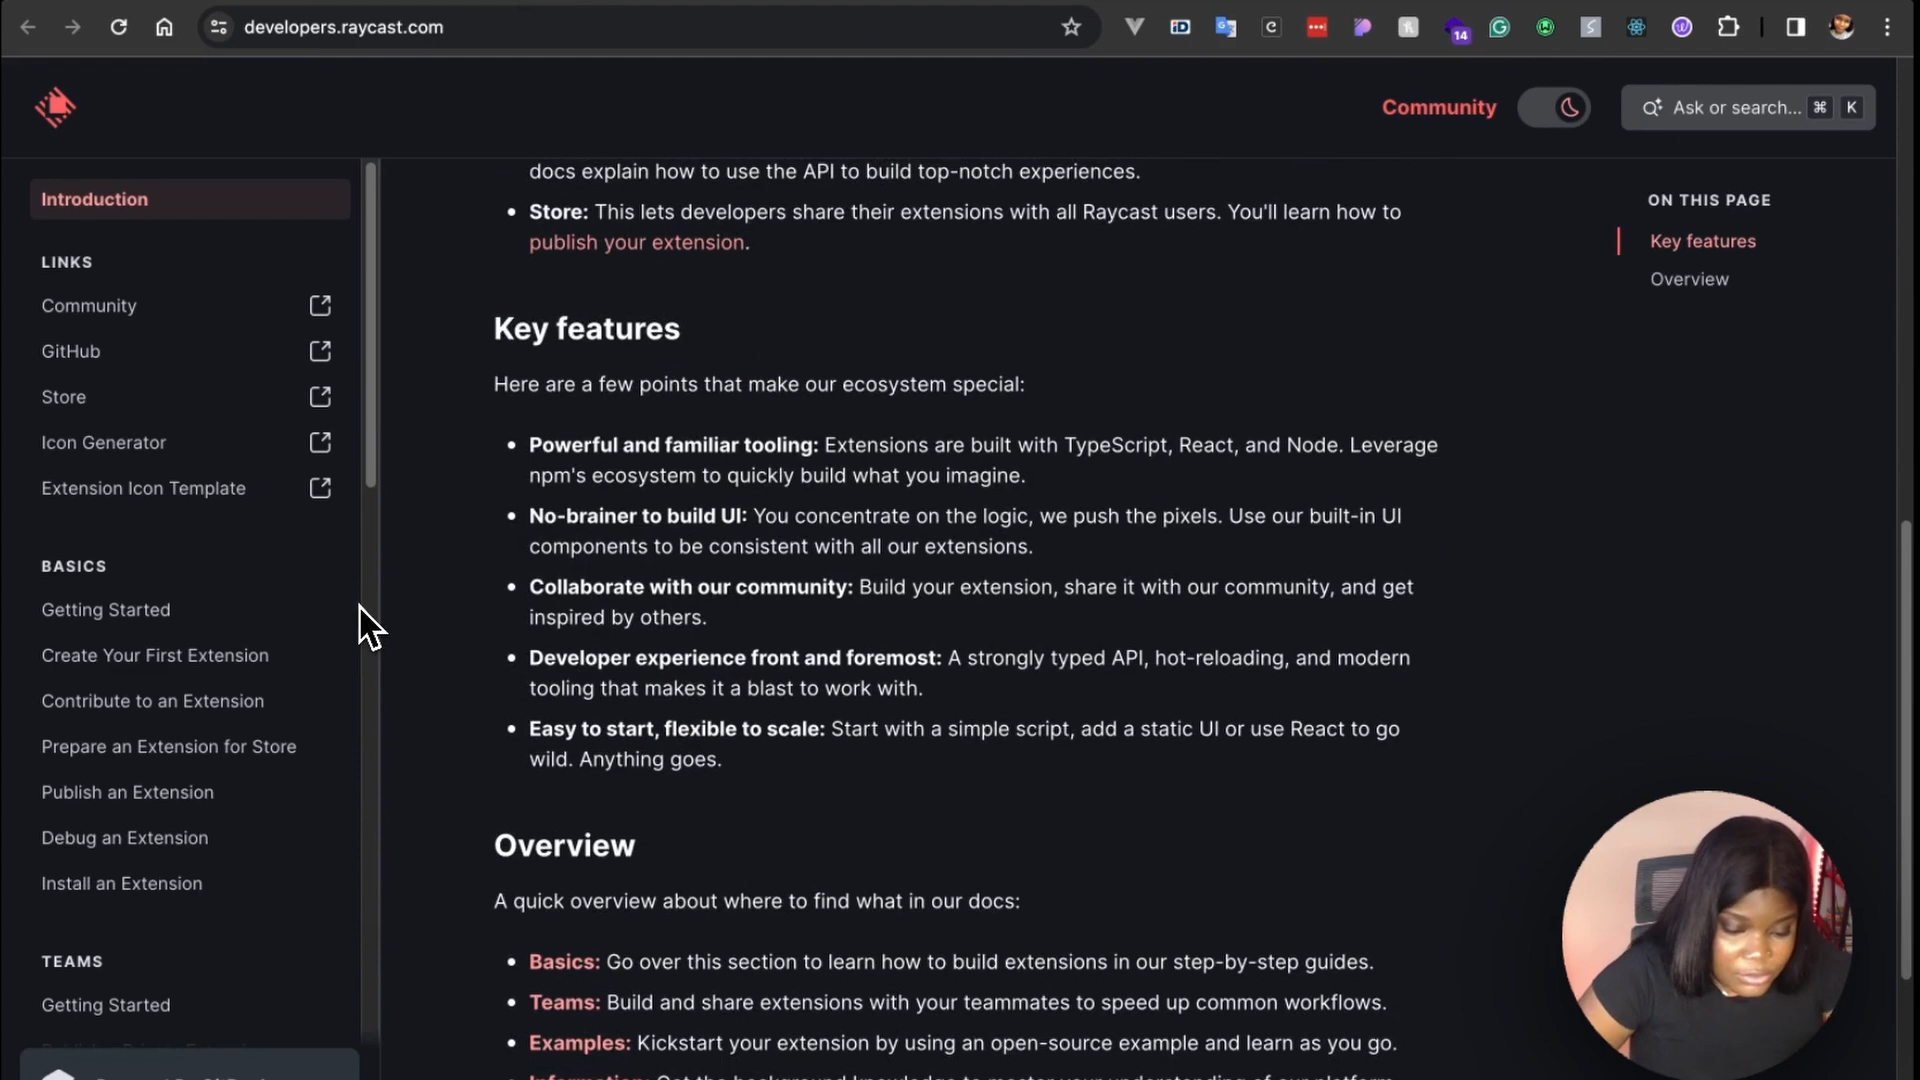 developers.raycast.com
14
Community
Ask or search... ⌘ K
Introduction
LINKS
Community
GitHub
Store
Icon Generator
Extension Icon Template
BASICS
Getting Started
Create Your First Extension
Contribute to an Extension
Prepare an Extension for Store
Publish an Extension
Debug an Extension
Install an Extension
TEAMS
Getting Started
docs explain how to use the API to build top-notch experiences.
• Store: This lets developers share their extensions with all Raycast users. You'll learn how to
publish your extension.
Key features
Here are a few points that make our ecosystem special:
• Powerful and familiar tooling: Extensions are built with TypeScript, React, and Node. Leverage
npm's ecosystem to quickly build what you imagine.
• No-brainer to build UI: You concentrate on the logic, we push the pixels. Use our built-in UI
components to be consistent with all our extensions.
• Collaborate with our community: Build your extension, share it with our community, and get
inspired by others.
• Developer experience front and foremost: A strongly typed API, hot-reloading, and modern
tooling that makes it a blast to work with.
• Easy to start, flexible to scale: Start with a simple script, add a static UI or use React to go
wild. Anything goes.
Overview
A quick overview about where to find what in our docs:
• Basics: Go over this section to learn how to build extensions in our step-by-step guides.
• Teams: Build and share extensions with your teammates to speed up common workflows.
• Examples: Kickstart your extension by using an open-source example and learn as you go.
ON THIS PAGE
Key features
Overview